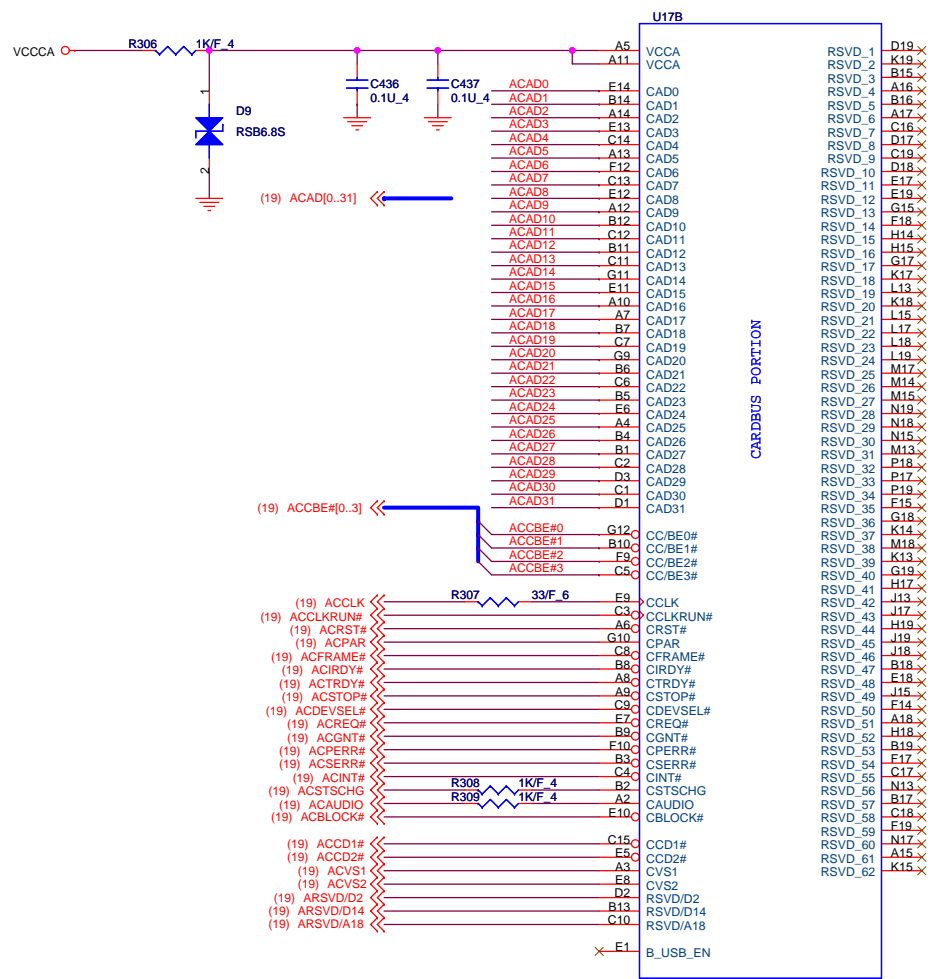 U17B
VCCCA R306 1K/F_4 A5 VCCA RSVD_1 D19
A11 VCCA RSVD_2 K19
RSVD_3 B15
1 D9 RSB6.8S 2
C436 0.1U_4
C437 0.1U_4
ACAD0 E14 CAD0 RSVD_4 A16
ACAD1 B14 CAD1 RSVD_5 B16
ACAD2 A14 CAD2 RSVD_6 A17
ACAD3 E13 CAD3 RSVD_7 C16
ACAD4 C14 CAD4 RSVD_8 D17
ACAD5 A13 CAD5 RSVD_9 C19
ACAD6 F12 CAD6 RSVD_10 D18
ACAD7 C13 CAD7 RSVD_11 E17
(19) ACAD[0..31] ACAD8 E12 CAD8 RSVD_12 E19
ACAD9 A12 CAD9 RSVD_13 G15
ACAD10 B12 CAD10 RSVD_14 F18
ACAD11 C12 CAD11 RSVD_15 H14
ACAD12 B11 CAD12 RSVD_16 H15
ACAD13 C11 CAD13 RSVD_17 G17
ACAD14 G11 CAD14 RSVD_18 K17
ACAD15 E11 CAD15 RSVD_19 L13
ACAD16 A10 CAD16 RSVD_20 K18
ACAD17 A7 CAD17 RSVD_21 L15
ACAD18 B7 CAD18 RSVD_22 L17
ACAD19 C7 CAD19 RSVD_23 L18
ACAD20 G9 CAD20 RSVD_24 L19
ACAD21 B6 CAD21 RSVD_25 M17
ACAD22 C6 CAD22 RSVD_26 M14
ACAD23 B5 CAD23 RSVD_27 M15
ACAD24 E6 CAD24 RSVD_28 N19
ACAD25 A4 CAD25 RSVD_29 N18
ACAD26 B4 CAD26 RSVD_30 N15
ACAD27 B1 CAD27 RSVD_31 M13
ACAD28 C2 CAD28 RSVD_32 P18
ACAD29 D3 CAD29 RSVD_33 P17
ACAD30 C1 CAD30 RSVD_34 P19
(19) ACCBE#[0..3] ACAD31 D1 CAD31 RSVD_35 F15
CARDBUS PORTION
RSVD_36 G18
ACCBE#0 G12 CC/BE0# RSVD_37 K14
ACCBE#1 B10 CC/BE1# RSVD_38 M18
ACCBE#2 F9 CC/BE2# RSVD_39 K13
ACCBE#3 C5 CC/BE3# RSVD_40 G19
RSVD_41 H17
(19) ACCLK R307 33/F_6 E9 CCLK RSVD_42 J13
(19) ACCLKRUN# C3 CCLKRUN# RSVD_43 J17
(19) ACRST# A6 CRST# RSVD_44 H19
(19) ACPAR G10 CPAR RSVD_45 J19
(19) ACFRAME# C8 CFRAME# RSVD_46 J18
(19) ACIRDY# B8 CIRDY# RSVD_47 B18
(19) ACTRDY# A8 CTRDY# RSVD_48 E18
(19) ACSTOP# A9 CSTOP# RSVD_49 J15
(19) ACDEVSEL# C9 CDEVSEL# RSVD_50 F14
(19) ACREQ# E7 CREQ# RSVD_51 A18
(19) ACGNT# B9 CGNT# RSVD_52 H18
(19) ACPERR# F10 CPERR# RSVD_53 B19
(19) ACSERR# B3 CSERR# RSVD_54 F17
(19) ACINT# C4 CINT# RSVD_55 C17
(19) ACSTSCHG R308 1K/F_4 B2 CSTSCHG RSVD_56 N13
(19) ACAUDIO R309 1K/F_4 A2 CAUDIO RSVD_57 B17
(19) ACBLOCK# E10 CBLOCK# RSVD_58 C18
RSVD_59 F19
(19) ACCD1# C15 CCD1# RSVD_60 N17
(19) ACCD2# E5 CCD2# RSVD_61 A15
(19) ACVS1 A3 CVS1 RSVD_62 K15
(19) ACVS2 E8 CVS2
(19) ARSVD/D2 D2 RSVD/D2
(19) ARSVD/D14 B13 RSVD/D14
(19) ARSVD/A18 C10 RSVD/A18
E1 B_USB_EN